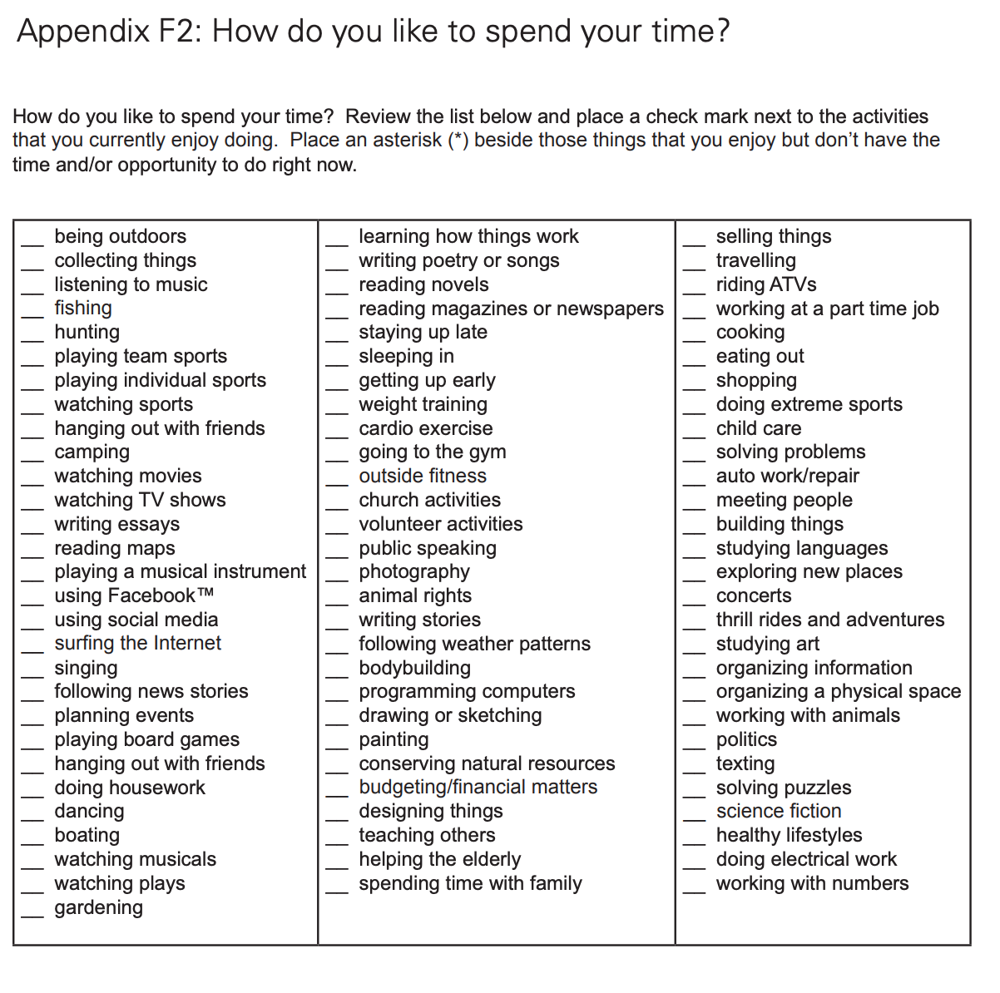 Appendix F2: How do you like to spend your time?
How do you like to spend your time?  Review the list below and place a check mark next to the activities
that you currently enjoy doing.  Place an asterisk (*) beside those things that you enjoy but don’t have the
time and/or opportunity to do right now.
__ being outdoors
__ collecting things
__ listening to music
__ fishing
__ hunting
__ playing team sports
__ playing individual sports
__ watching sports
__ hanging out with friends
__ camping
__ watching movies
__ watching TV shows
__ writing essays
__ reading maps
__ playing a musical instrument
__ using Facebook™
__ using social media
__ surfing the Internet
__ singing
__ following news stories
__ planning events
__ playing board games
__ hanging out with friends
__ doing housework
__ dancing
__ boating
__ watching musicals
__ watching plays
__ gardening
__ learning how things work
__ writing poetry or songs
__ reading novels
__ reading magazines or newspapers
__ staying up late
__ sleeping in
__ getting up early
__ weight training
__ cardio exercise
__ going to the gym
__ outside fitness
__ church activities
__ volunteer activities
__ public speaking
__ photography
__ animal rights
__ writing stories
__ following weather patterns
__ bodybuilding
__ programming computers
__ drawing or sketching
__ painting
__ conserving natural resources
__ budgeting/financial matters
__ designing things
__ teaching others
__ helping the elderly
__ spending time with family
__ selling things
__ travelling
__ riding ATVs
__ working at a part time job
__ cooking
__ eating out
__ shopping
__ doing extreme sports
__ child care
__ solving problems
__ auto work/repair
__ meeting people
__ building things
__ studying languages
__ exploring new places
__ concerts
__ thrill rides and adventures
__ studying art
__ organizing information
__ organizing a physical space
__ working with animals
__ politics
__ texting
__ solving puzzles
__ science fiction
__ healthy lifestyles
__ doing electrical work
__ working with numbers